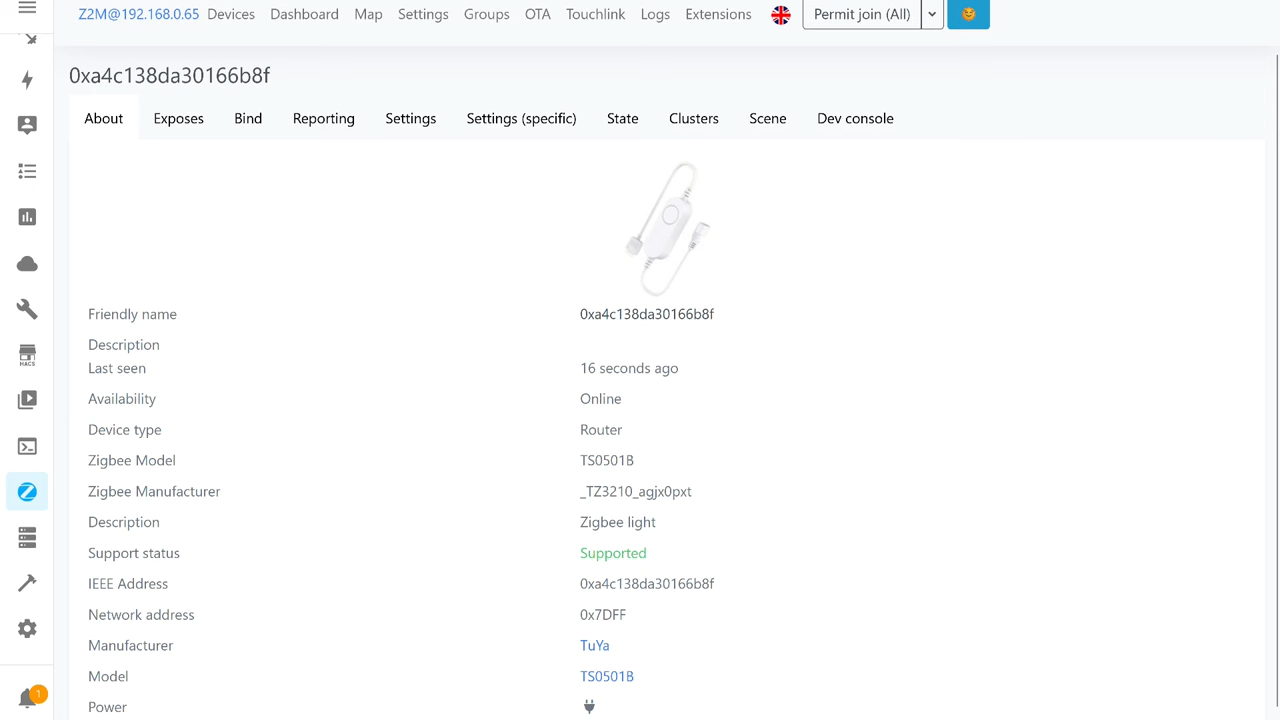 Z2M@192.168.0.65 Devices Dashboard Map Settings Groups OTA Touchlink Logs Extensions Permit join (All)
0xa4c138da30166b8f
About Exposes Bind Reporting Settings Settings (specific) State Clusters Scene Dev console
Friendly name 0xa4c138da30166b8f
Description
Last seen 16 seconds ago
Availability Online
Device type Router
Zigbee Model TS0501B
Zigbee Manufacturer _TZ3210_agjx0pxt
Description Zigbee light
Support status Supported
IEEE Address 0xa4c138da30166b8f
Network address 0x7DFF
Manufacturer TuYa
Model TS0501B
Power
HACS
1